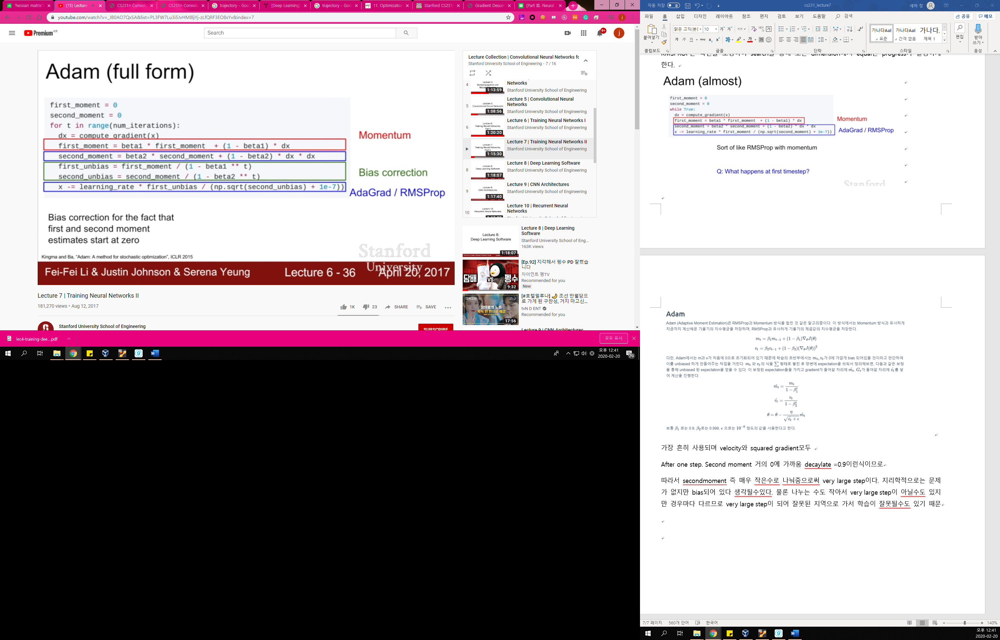 'hessian matrix'의
(15) Lecture
CS231n Convolu
CS231n Convolu
trajectory - Goo
[Deep Learning]
trajectory - Goo
11. Optimization
Stanford CS231n
Gradient Descen
[Part Ⅲ. Neural
youtube.com/watch?v=_JB0AO7QxSA&list=PL3FW7Lu3i5JvHM8ljYj-zLfQRF3EO8sYv&index=7
Premium KR
Search
9+
j
Adam (full form)
first_moment = 0
second_moment = 0
for t in range(num_iterations):
dx = compute_gradient(x)
first_moment = beta1 * first_moment + (1 - beta1) * dx
second_moment = beta2 * second_moment + (1 - beta2) * dx * dx
first_unbias = first_moment / (1 - beta1 ** t)
second_unbias = second_moment / (1 - beta2 ** t)
x -= learning_rate * first_unbias / (np.sqrt(second_unbias) + 1e-7))
Momentum
Bias correction
AdaGrad / RMSProp
Bias correction for the fact that
first and second moment
estimates start at zero
Kingma and Ba, "Adam: A method for stochastic optimization", ICLR 2015
Stanford
University
Fei-Fei Li & Justin Johnson & Serena Yeung
Lecture 6 - 36
April 20, 2017
Lecture 7 | Training Neural Networks II
181,270 views • Aug 12, 2017
1K
23
SHARE
SAVE
Stanford University School of Engineering
SUBSCRIBE
Lecture Collection | Convolutional Neural Networks fo
Stanford University School of Engineering - 7 / 16
4
1:13:59
Networks
Stanford University School of Engineering
5
1:08:56
Lecture 5 | Convolutional Neural
Networks
Stanford University School of Engineering
6
1:20:20
Lecture 6 | Training Neural Networks I
Stanford University School of Engineering
1:15:30
Lecture 7 | Training Neural Networks II
Stanford University School of Engineering
8
1:18:07
Lecture 8 | Deep Learning Software
Stanford University School of Engineering
9
1:17:40
Lecture 9 | CNN Architectures
Stanford University School of Engineering
10
Lecture 10 | Recurrent Neural
Networks
Lecture 8:
Deep Learning Software
1:18:07
Lecture 8 | Deep Learning
Software
Stanford University School of Eng...
163K views
담배 VS 펭수
9:32
[Ep.92] 지각해서 펭수 PD 잘렸습
니다
자이언트 펭TV
Recommended for you
New
장만월의 노름
바둑 한 판으로 해결
17:56
[#호텔델루나] 🌙 조선 만월당으
로 가게 된 구찬성, 거지 마고신...
tvN D ENT
Recommended for you
Lecture 9 | CNN Architectures
lec4-training-dee....pdf
모두 표시
오후 12:41
2020-02-20
20
자동 저장
끔
cs231_lecture7
새하 정
파일 홈 삽입 디자인 레이아웃 참조 편지 검토 보기 도움말 검색
공유
메모
붙여넣기
맑은 고딕(본문
10
가나다AaE
표준
가나다AaE
간격 없음
가나다,
제목 1
편집
받아
쓰기
클립보드
글꼴
단락
스타일
음성
한다.
Adam (almost)
first_moment = 0
second_moment = 0
while True:
dx = compute_gradient(x)
first_moment = beta1 * first_moment + (1 - beta1) * dx
second_moment = beta2 * second_moment + (1 - beta2) * dx * dx
x -= learning_rate * first_moment / (np.sqrt(second_moment) + 1e-7))
Momentum
AdaGrad / RMSProp
Sort of like RMSProp with momentum
Q: What happens at first timestep?
Stanford
Adam
Adam (Adaptive Moment Estimation)은 RMSProp과 Momentum 방식을 합친 것 같은 알고리즘이다. 이 방식에서는 Momentum 방식과 유사하게
지금까지 계산해온 기울기의 지수평균을 저장하며, RMSProp과 유사하게 기울기의 제곱값의 지수평균을 저장한다.
m_t = β_1 m_{t−1} + (1 − β_1)∇_θ J(θ)
v_t = β_2 v_{t−1} + (1 − β_2)(∇_θ J(θ))^2
다만, Adam에서는 m과 v가 처음에 0으로 초기화되어 있기 때문에 학습의 초반부에서는 m_t, v_t가 0에 가깝게 bias 되어있을 것이라고 판단하여
이를 unbiased 하게 만들어주는 작업을 거친다. m_t 와 v_t의 식을 ∑ 형태로 펼친 후 양변에 expectation을 씌워서 정리해보면, 다음과 같은 보정
을 통해 unbiased 된 expectation을 얻을 수 있다. 이 보정된 expectation들을 가지고 gradient가 들어갈 자리에 m̂_t, G_t가 들어갈 자리에 v̂_t를 넣
어 계산을 진행한다.
m̂_t = m_t / (1 − β_1^t)
v̂_t = v_t / (1 − β_2^t)
θ = θ − η / √(v̂_t + ϵ) m̂_t
보통 β_1 로는 0.9, β_2로는 0.999, ϵ 으로는 10^{−8} 정도의 값을 사용한다고 한다.
가장 흔히 사용되며 velocity와 squared gradient모두
After one step. Second moment 거의 0에 가까움 decaylate =0.9이런식이므로
따라서 secondmoment 즉 매우 작은수로 나눠줌으로써 very large step이다. 지리학적으로는 문제
가 없지만 bias되어 있다 생각될수있다. 물론 나누는 수도 작아서 very large step이 아닐수도 있지
만 경우마다 다르므로 very large step이 되어 잘못된 지역으로 가서 학습이 잘못될수도 있기 때문
7/7 페이지
560개 단어
한국어
140%
오후 12:41
2020-02-20